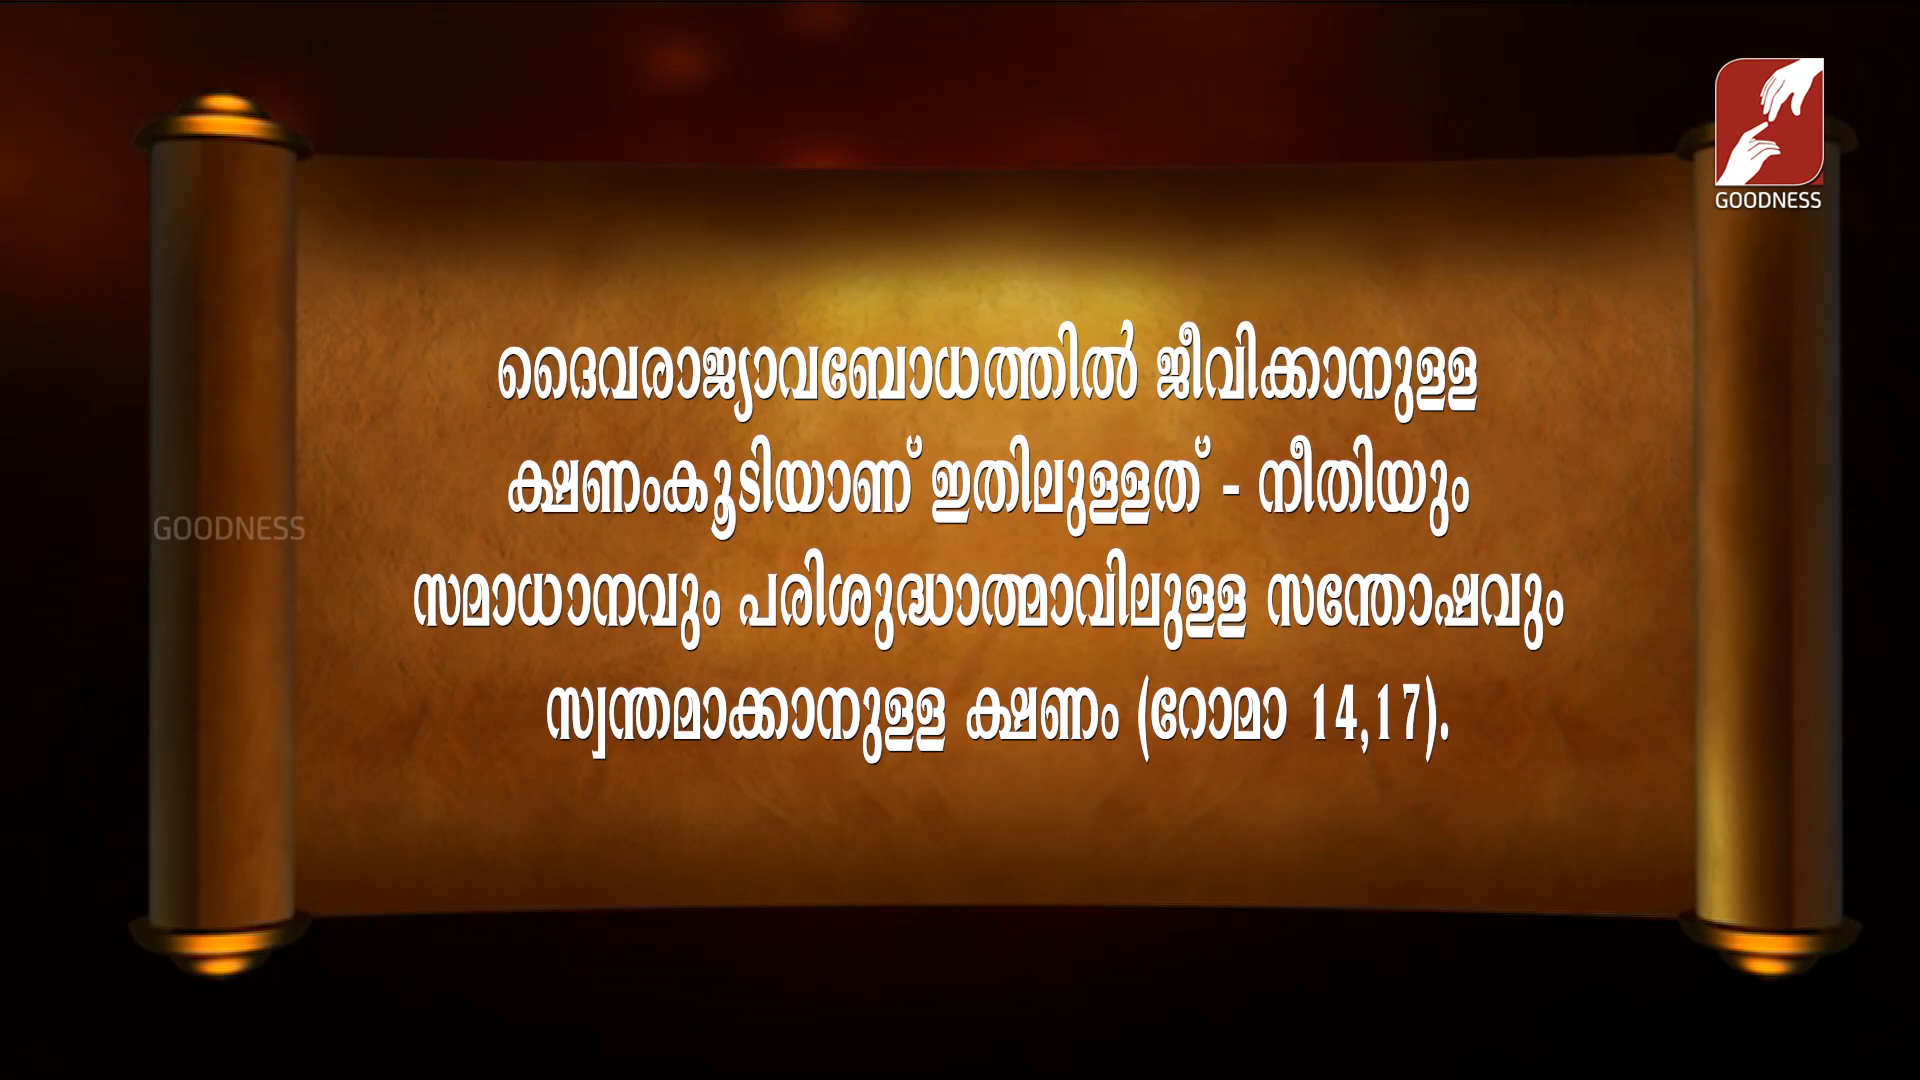 GOODNESS
ദൈവരാജ്യാവബോധത്തിൽ ജീവിക്കാനുള്ള
ക്ഷണംകൂടിയാണ് ഇതിലുള്ളത് - നീതിയും
GOODNESS
സമാധാനവും പരിശുദ്ധാത്മാവിലുള്ള സന്തോഷവും
സ്വന്തമാക്കാനുള്ള ക്ഷണം (റോമാ 14,17).